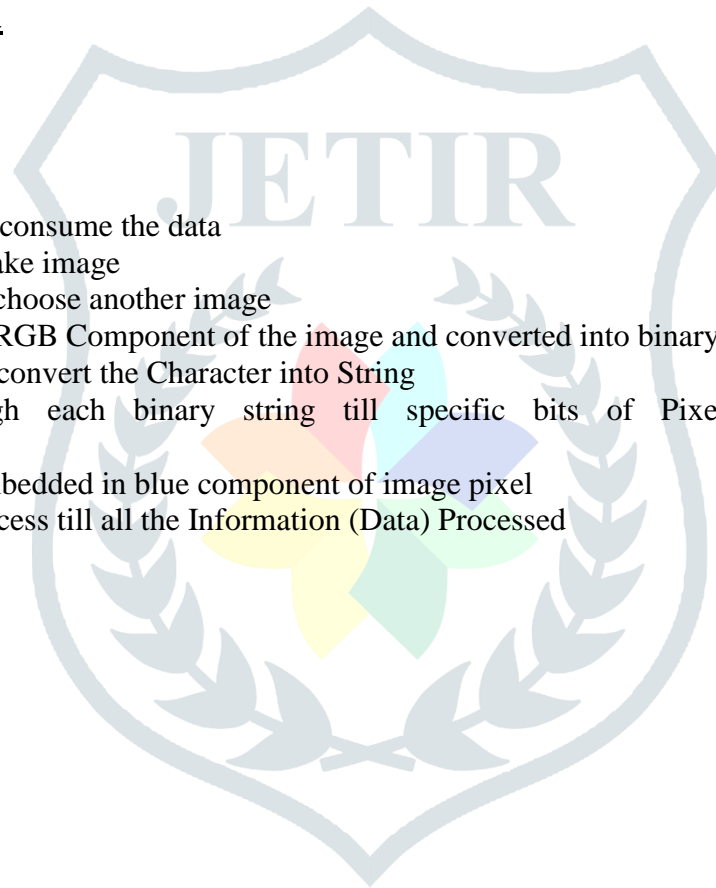 JETIR
consume the data
ake image
choose another image
RGB Component of the image and converted into binary
convert the Character into String
gh each binary string till specific bits of Pixe
bedded in blue component of image pixel
cess till all the Information (Data) Processed